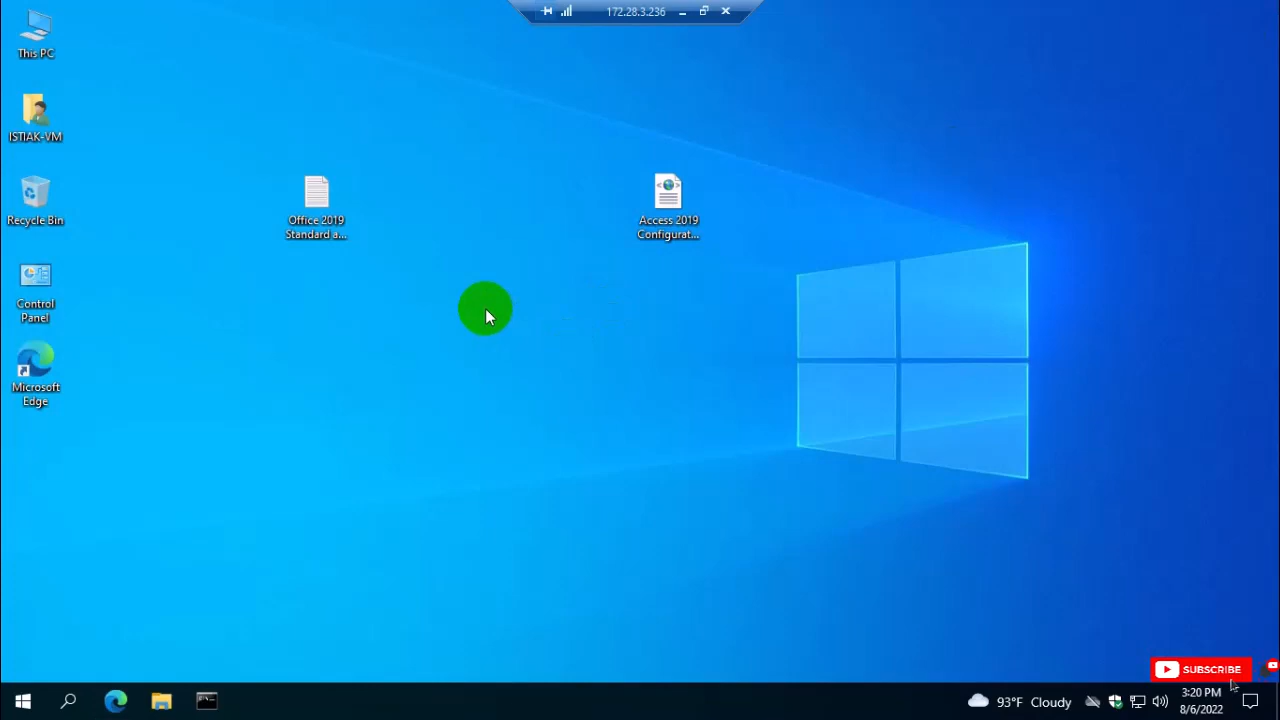 172.28.3.236
This PC
ISTIAK-VM
Recycle Bin
Control
Panel
Microsoft
Edge
Office 2019
Standard a...
Access 2019
Configurat...
SUBSCRIBE
93°F Cloudy
3:20 PM
8/6/2022